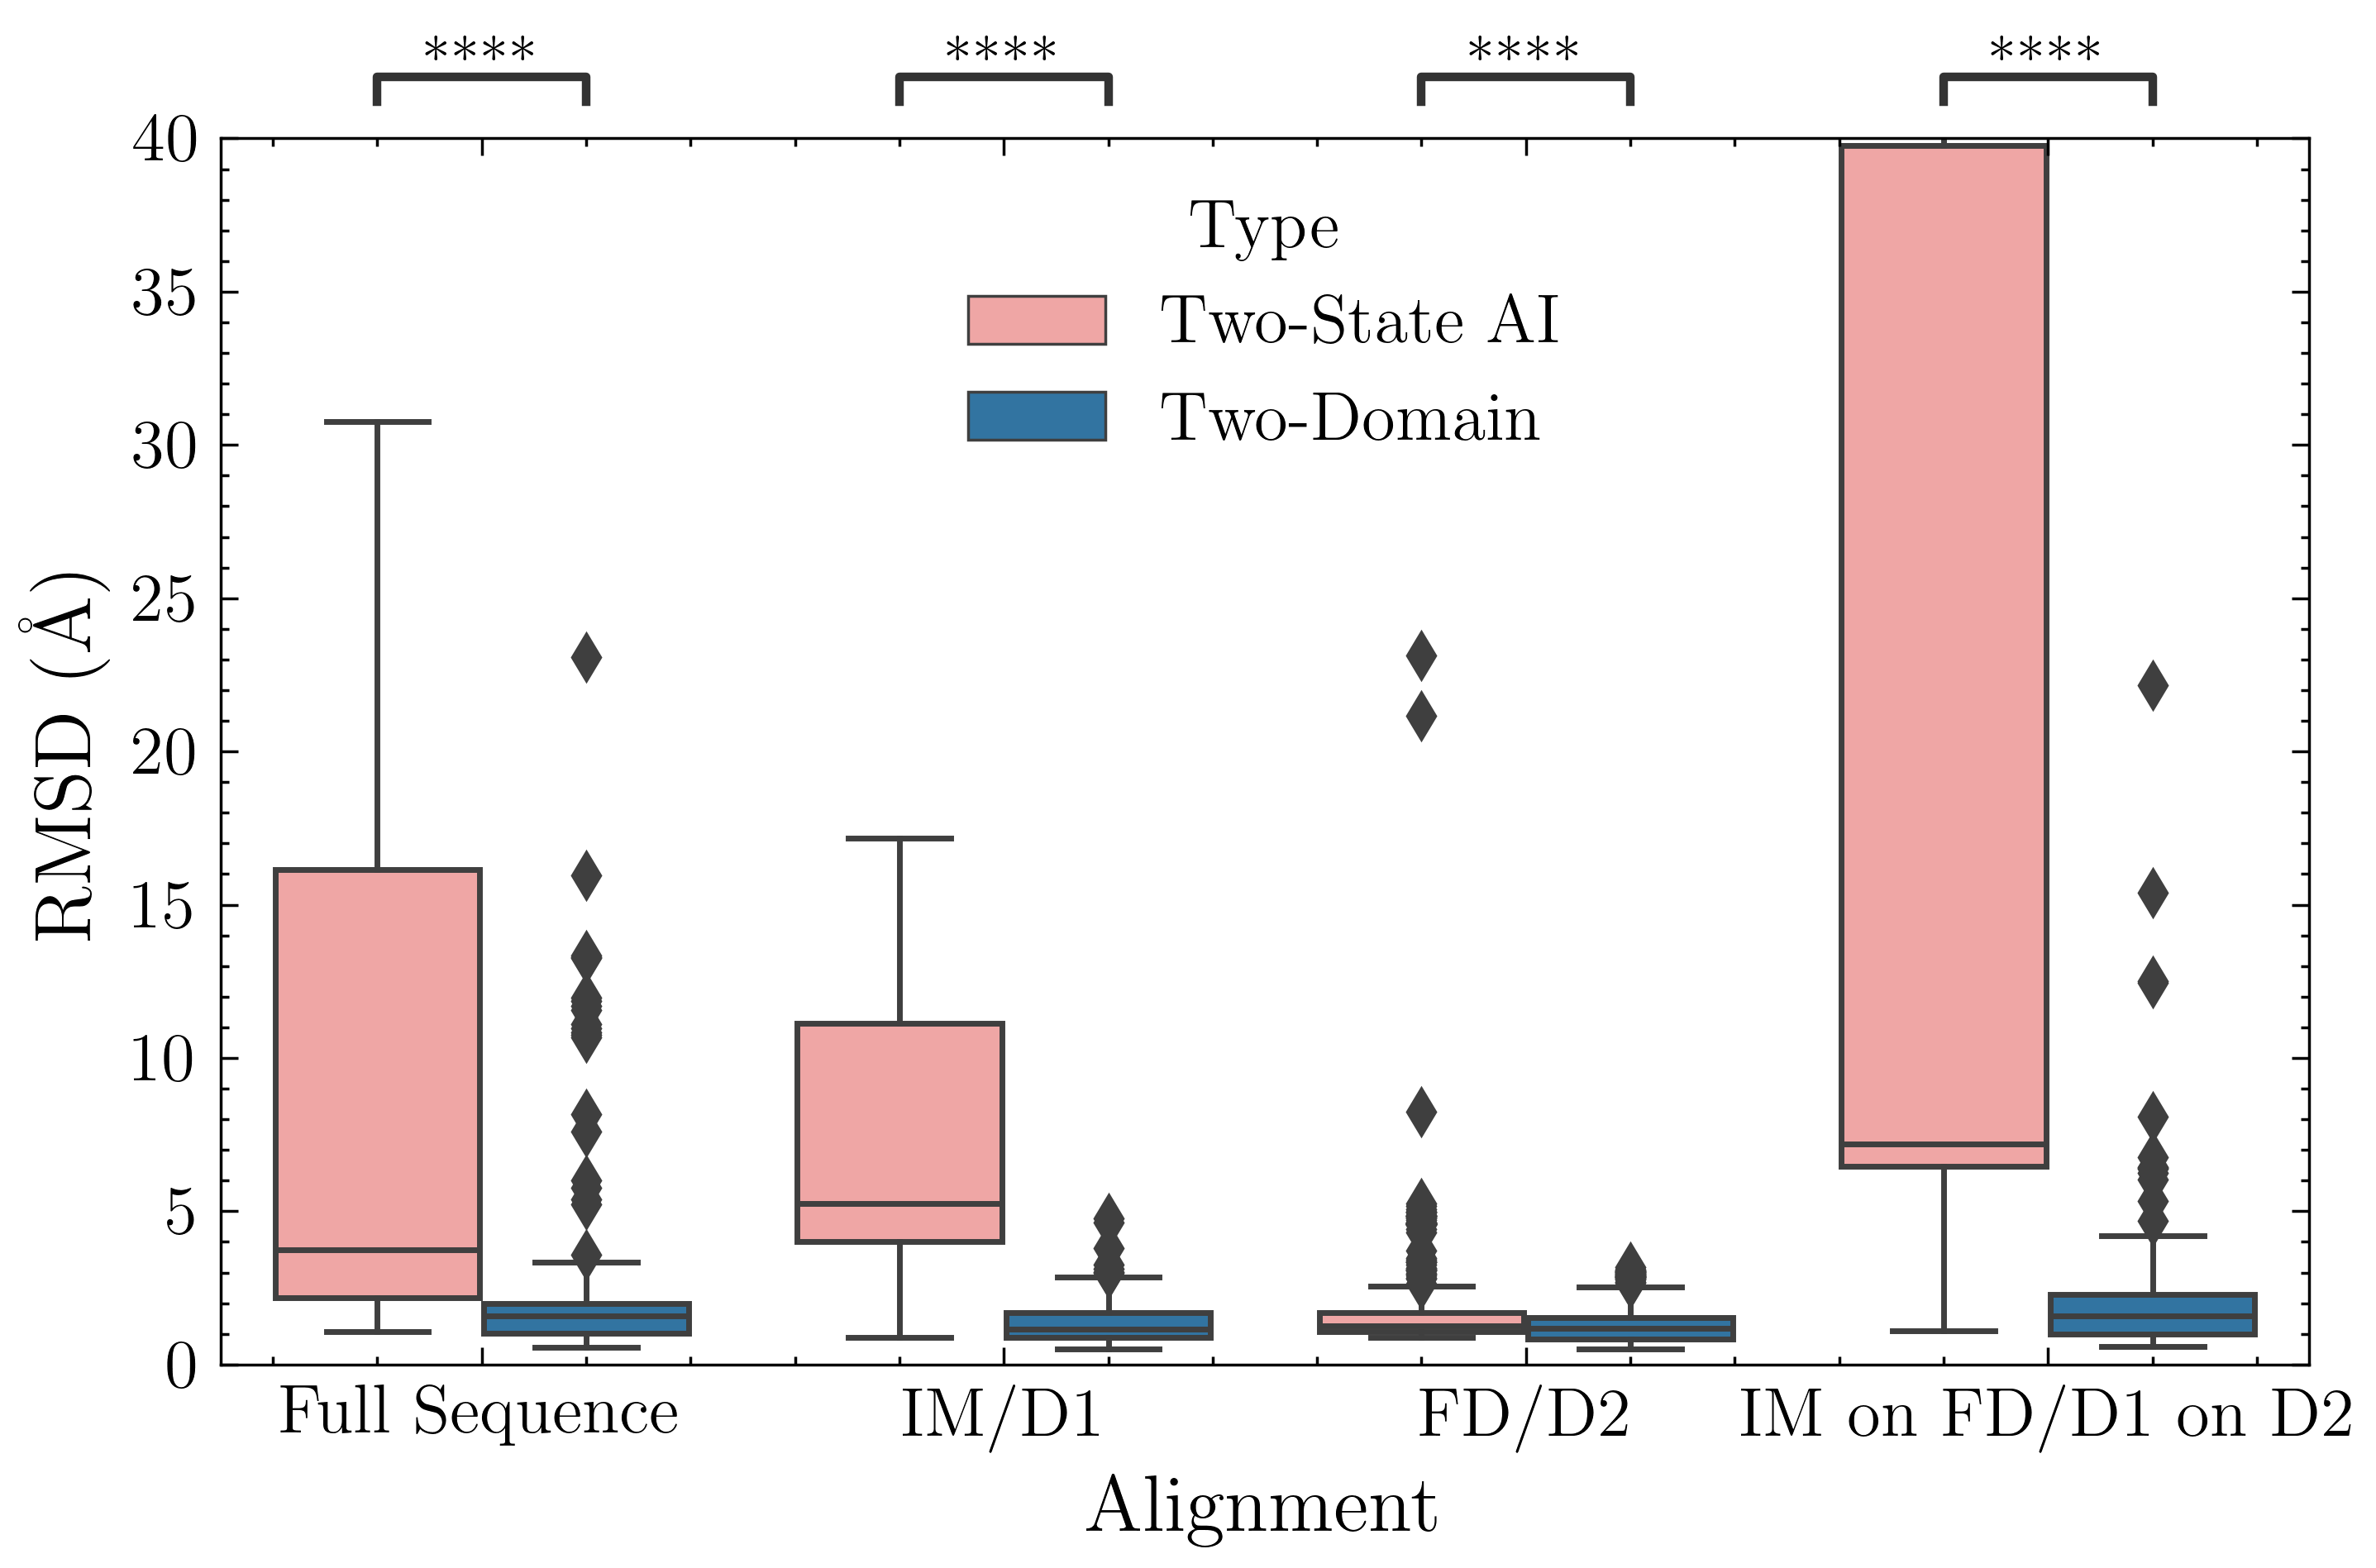 **** **** **** ****
40
35
30
25
20
15
10
5
0
RMSD (Å)
Type
Two-State AI
Two-Domain
Full Sequence IM/D1 FD/D2 IM on FD/D1 on D2
Alignment